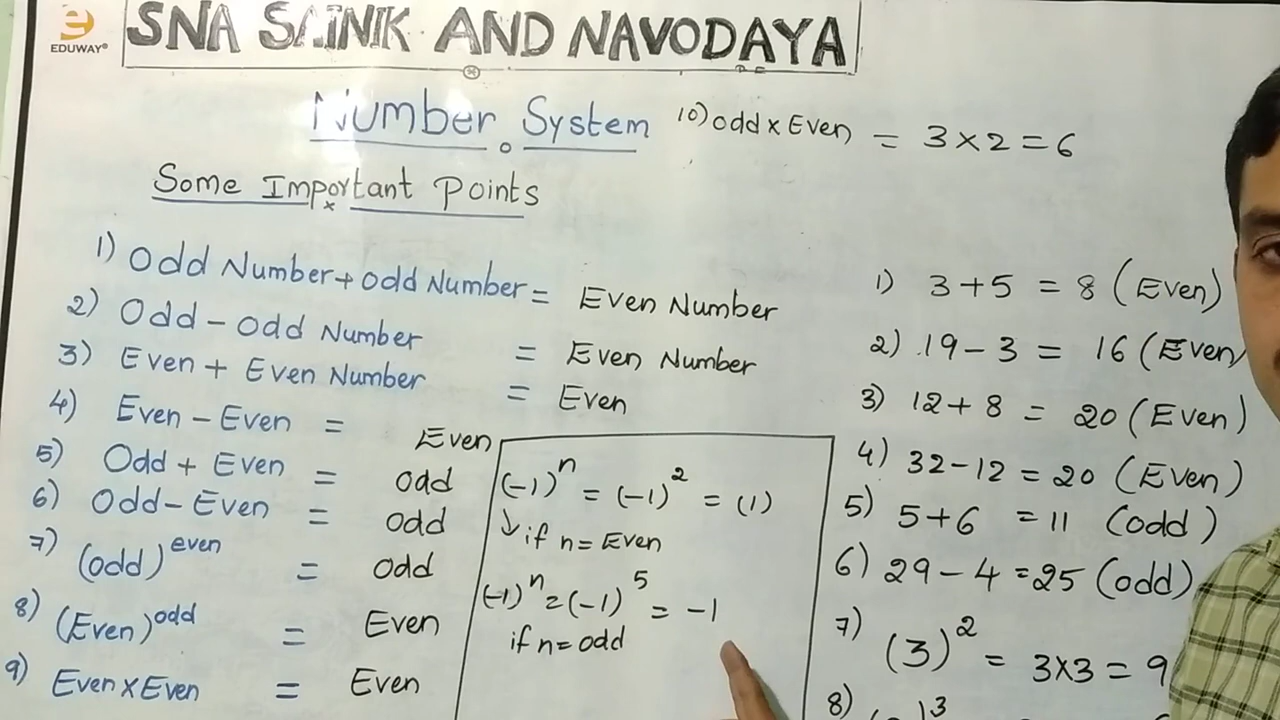 EDUWAY®
SNA SAINIK AND NAVODAYA
Number System
10) odd x Even = 3 x 2 = 6
Some Important Points
1) Odd Number + odd Number = Even Number
2) Odd - odd Number = Even Number
3) Even + Even Number = Even
4) Even - Even = Even
5) Odd + Even = odd
6) Odd - Even = odd
7) (odd)^even = odd
8) (Even)^odd = Even
9) Even x Even = Even
(-1)^n = (-1)^2 = (1)
↓ if n = Even
(-1)^n = (-1)^5 = -1
if n = odd
1) 3 + 5 = 8 (Even)
2) 19 - 3 = 16 (Even)
3) 12 + 8 = 20 (Even)
4) 32 - 12 = 20 (Even)
5) 5 + 6 = 11 (odd)
6) 29 - 4 = 25 (odd)
7) (3)^2 = 3 x 3 = 9
8)